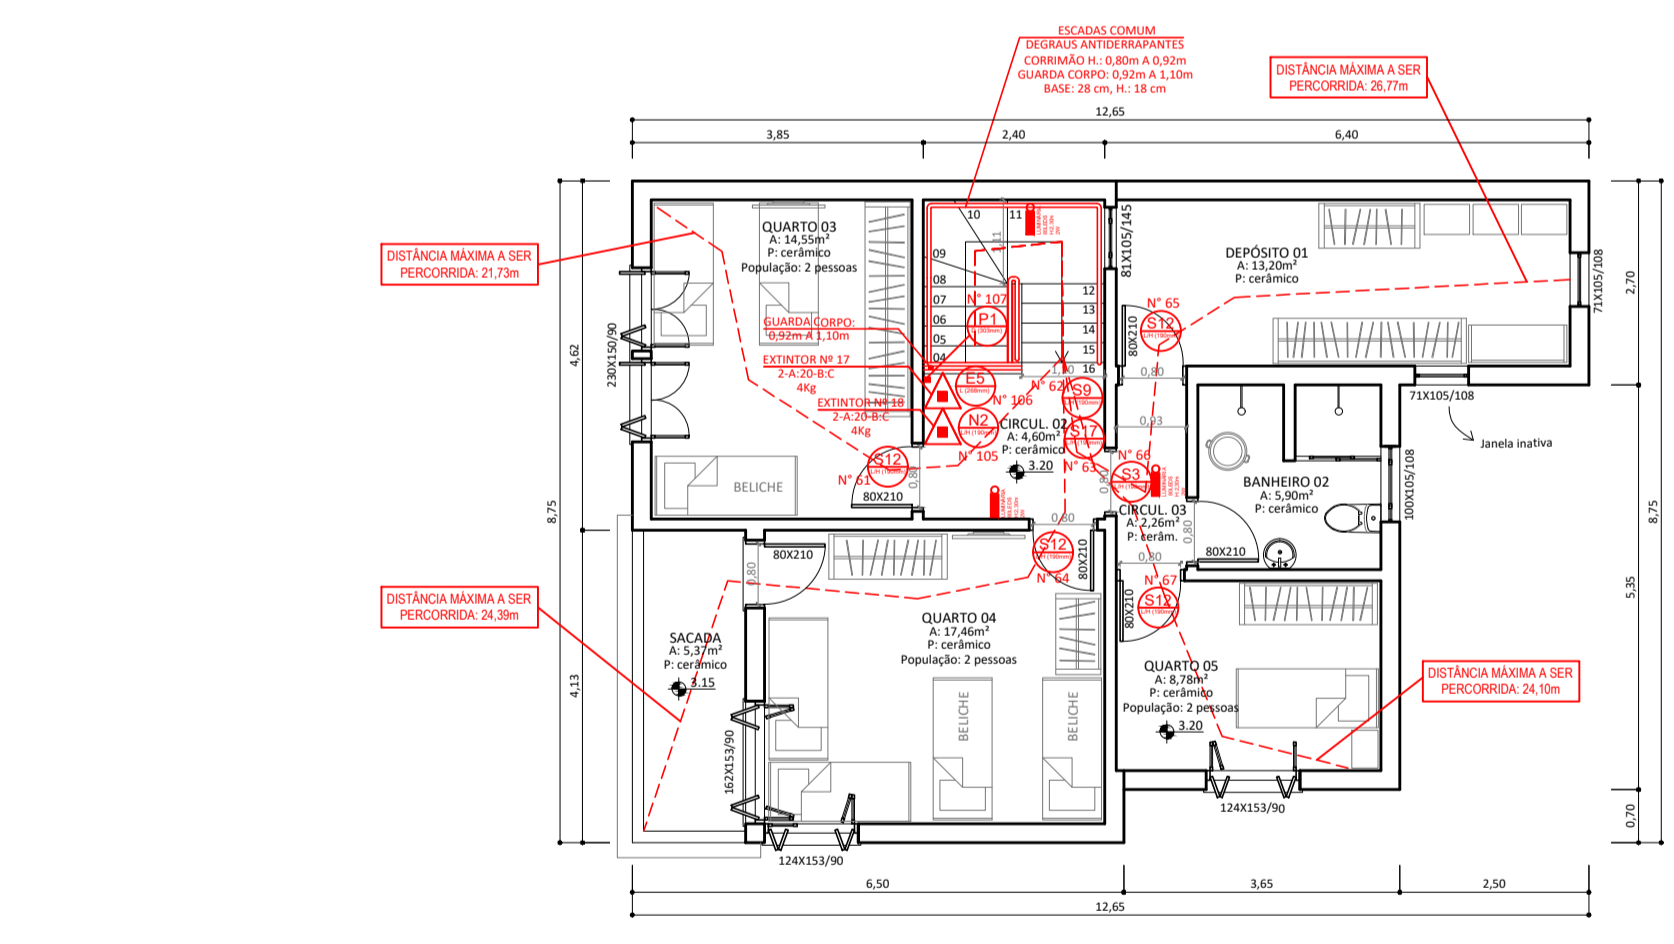 ESCADAS COMUM
DEGRAUS ANTIDERRAPANTES
CORRIMÃO H.: 0,80m A 0,92m
GUARDA CORPO: 0,92m A 1,10m
BASE: 28 cm, H.: 18 cm
DISTÂNCIA MÁXIMA A SER
PERCORRIDA: 26,77m
12,65
3,85
2,40
6,40
QUARTO 03
A: 14,55m²
P: cerâmico
População: 2 pessoas
DISTÂNCIA MÁXIMA A SER
PERCORRIDA: 21,73m
10
11
09
08
07
06
05
04
12
13
14
15
16
N° 107
P1
81X105/145
DEPÓSITO 01
A: 13,20m²
P: cerâmico
71X105/108
2,70
N° 65
S12
80X210
0,80
GUARDA CORPO:
0,92m A 1,10m
EXTINTOR Nº 17
2-A:20-B:C
4Kg
EXTINTOR Nº 18
2-A:20-B:C
4Kg
230X150/90
4,62
8,75
E5
N° 106
N2
N° 105
N° 62
S9
S17
N° 63
CIRCUL. 02
A: 4,60m²
P: cerâmico
3.20
0,93
71X105/108
Janela inativa
N° 66
S3
S12
N° 61
80X210
0,80
BELICHE
BANHEIRO 02
A: 5,90m²
P: cerâmico
100X105/108
8,75
CIRCUL. 03
A: 2,26m²
P: cerâm.
0,80
0,80
80X210
0,80
0,80
80X210
S12
N° 64
80X210
N° 67
S12
80X210
0,80
5,35
DISTÂNCIA MÁXIMA A SER
PERCORRIDA: 24,39m
SACADA
A: 5,37m²
P: cerâmico
3.15
QUARTO 04
A: 17,46m²
P: cerâmico
População: 2 pessoas
QUARTO 05
A: 8,78m²
P: cerâmico
População: 2 pessoas
3.20
DISTÂNCIA MÁXIMA A SER
PERCORRIDA: 24,10m
4,13
162X153/90
BELICHE
BELICHE
124X153/90
124X153/90
0,70
6,50
3,65
2,50
12,65